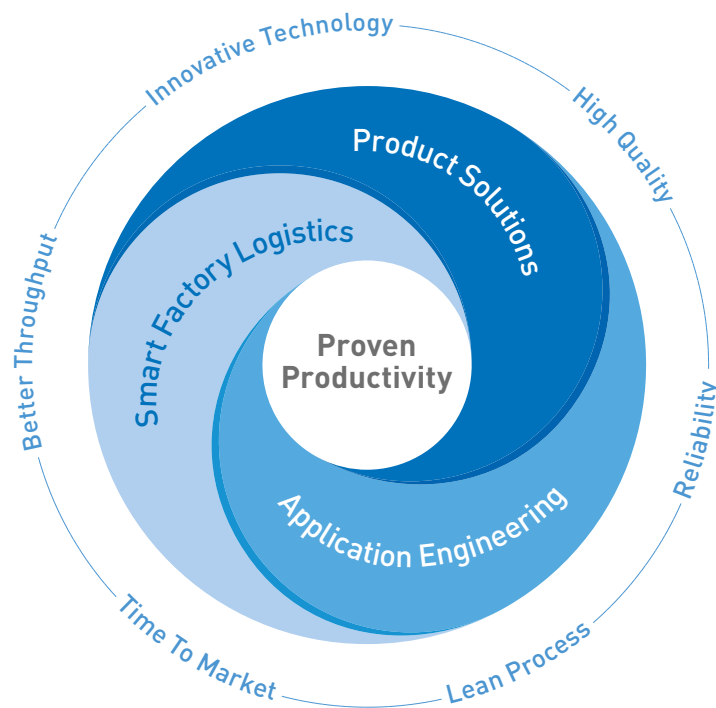 Innovative Technology
High Quality
Reliability
Lean Process
Time To Market
Better Throughput
Product Solutions
Application Engineering
Smart Factory Logistics
Proven
Productivity